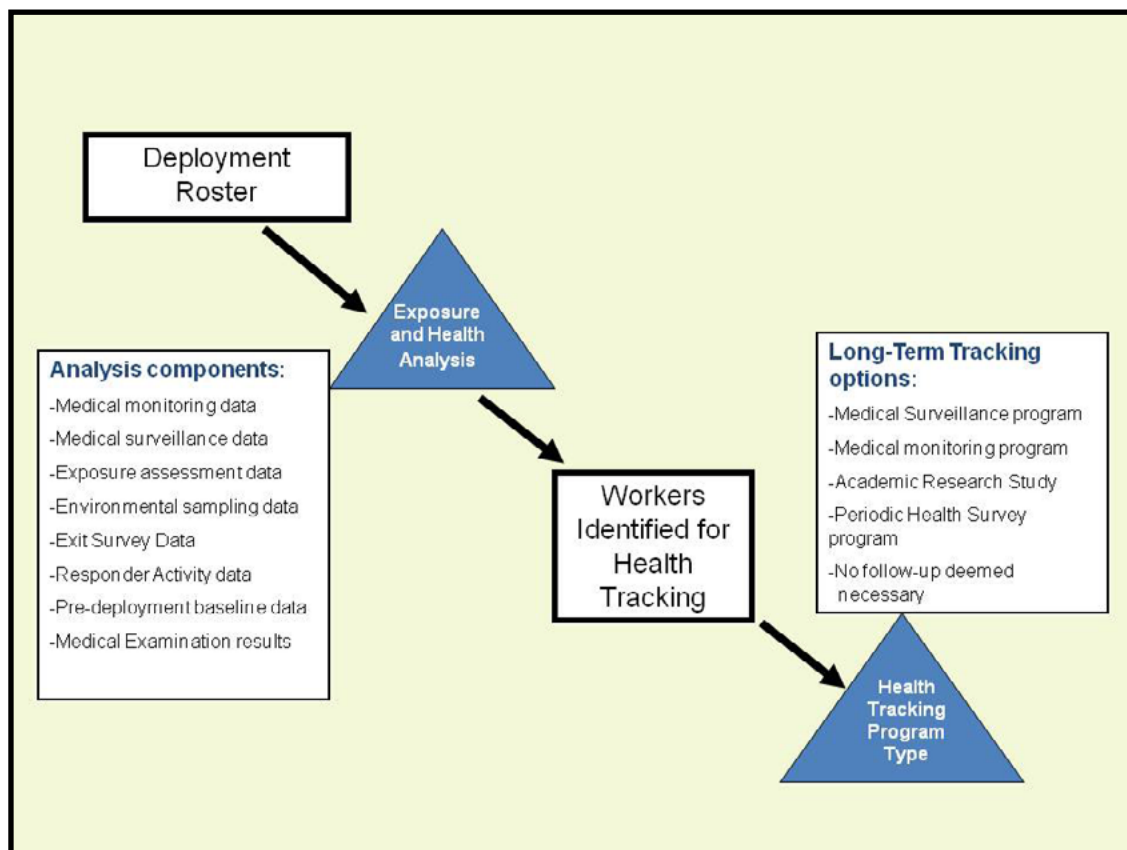 Deployment
Roster
Exposure
and Health
Analysis
Analysis components:
-Medical monitoring data
-Medical surveillance data
-Exposure assessment data
-Environmental sampling data
-Exit Survey Data
-Responder Activity data
-Pre-deployment baseline data
-Medical Examination results
Workers
Identified for
Health
Tracking
Long-Term Tracking
options:
-Medical Surveillance program
-Medical monitoring program
-Academic Research Study
-Periodic Health Survey
program
-No follow-up deemed
necessary
Health
Tracking
Program
Type